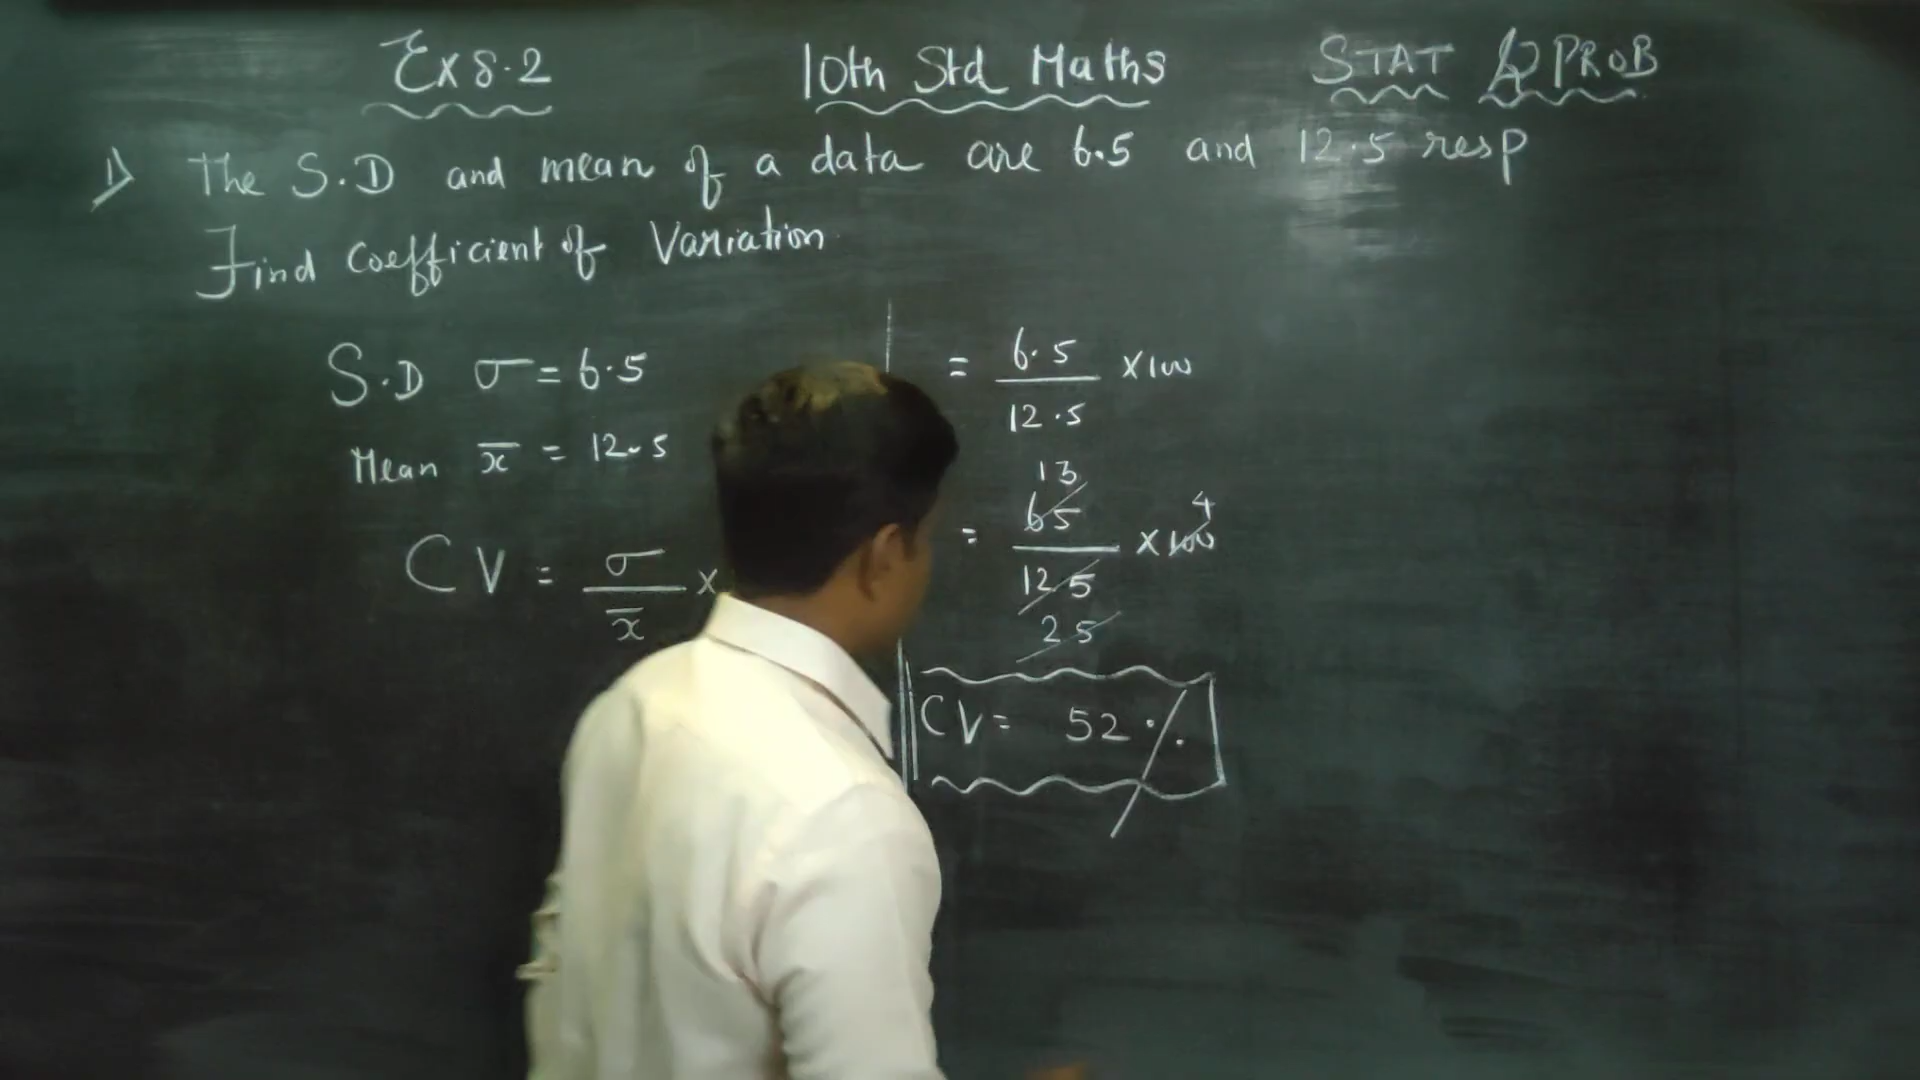 Ex 8.2 10th Std Maths STAT & PROB
1) The S.D and mean of a data are 6.5 and 12.5 resp
Find Coefficient of Variation.
S.D σ = 6.5
Mean x̄ = 12.5
CV = σ / x̄ ×
= 6.5 / 12.5 × 100
13 4
= 65 / 125 × 100
25
CV = 52 %